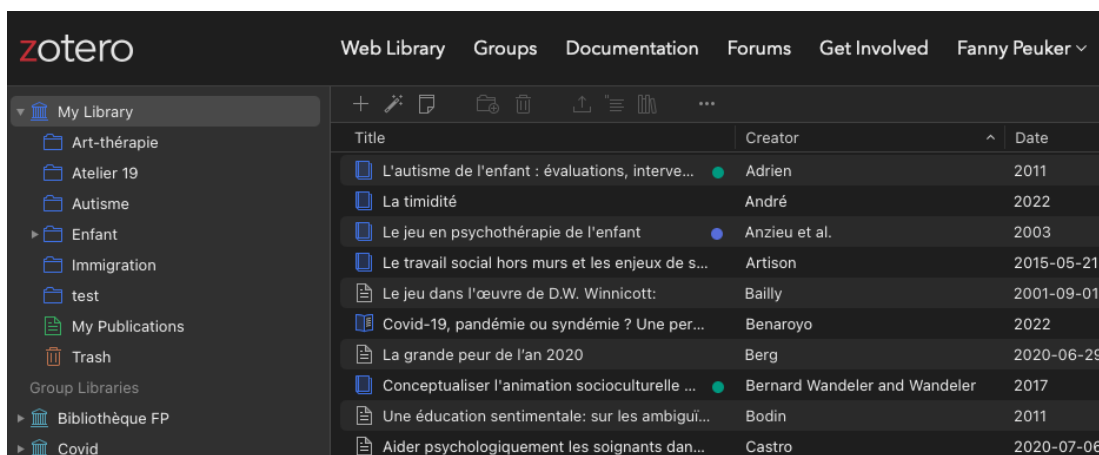 zotero
Web Library Groups Documentation Forums Get Involved Fanny Peuker
My Library
Art-thérapie
Atelier 19
Autisme
Enfant
Immigration
test
My Publications
Trash
Group Libraries
Bibliothèque FP
Covid
Title Creator Date
L'autisme de l'enfant : évaluations, interve... Adrien 2011
La timidité André 2022
Le jeu en psychothérapie de l'enfant Anzieu et al. 2003
Le travail social hors murs et les enjeux de s... Artison 2015-05-21
Le jeu dans l'œuvre de D.W. Winnicott: Bailly 2001-09-01
Covid-19, pandémie ou syndémie ? Une per... Benaroyo 2022
La grande peur de l'an 2020 Berg 2020-06-29
Conceptualiser l'animation socioculturelle ... Bernard Wandeler and Wandeler 2017
Une éducation sentimentale: sur les ambiguï... Bodin 2011
Aider psychologiquement les soignants dan... Castro 2020-07-06